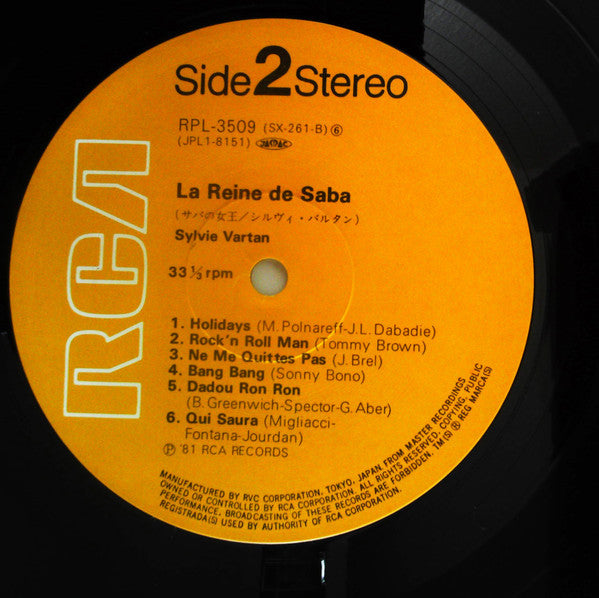 Side 2 Stereo
RPL-3509 (SX-261-B) ⑥
(JPL1-8151) JASRAC
RCA
La Reine de Saba
(サバの女王/シルヴィ・バルタン)
Sylvie Vartan
33 ⅓ rpm
1. Holidays (M. Polnareff-J.L. Dabadie)
2. Rock'n Roll Man (Tommy Brown)
3. Ne Me Quittes Pas (J. Brel)
4. Bang Bang (Sonny Bono)
5. Dadou Ron Ron
(B. Greenwich-Spector-G. Aber)
6. Qui Saura (Migliacci-
Fontana-Jourdan)
Ⓟ '81 RCA RECORDS
MANUFACTURED BY RVC CORPORATION, TOKYO, JAPAN, FROM MASTER RECORDINGS
OWNED OR CONTROLLED BY RCA CORPORATION. ALL RIGHTS RESERVED. COPYING, PUBLIC
PERFORMANCE, BROADCASTING OF THESE RECORDS ARE FORBIDDEN. TM(S) ® REG MARCA(S)
REGISTRADA(S) USED BY AUTHORITY OF RCA CORPORATION.